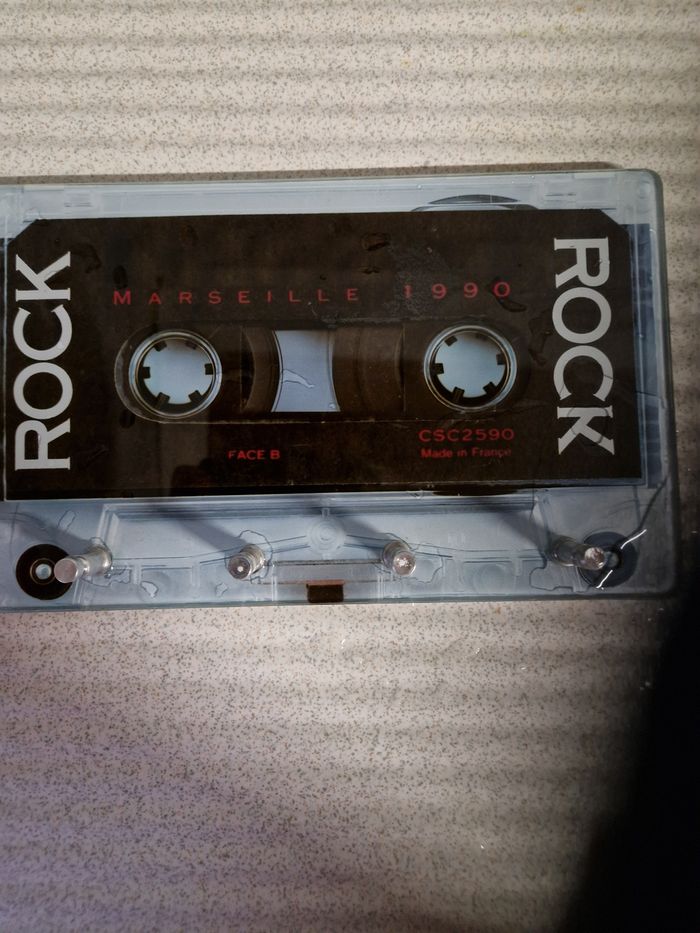 ROCK
MARSEILLE 1990
ROCK
FACE B
CSC2590
Made in France